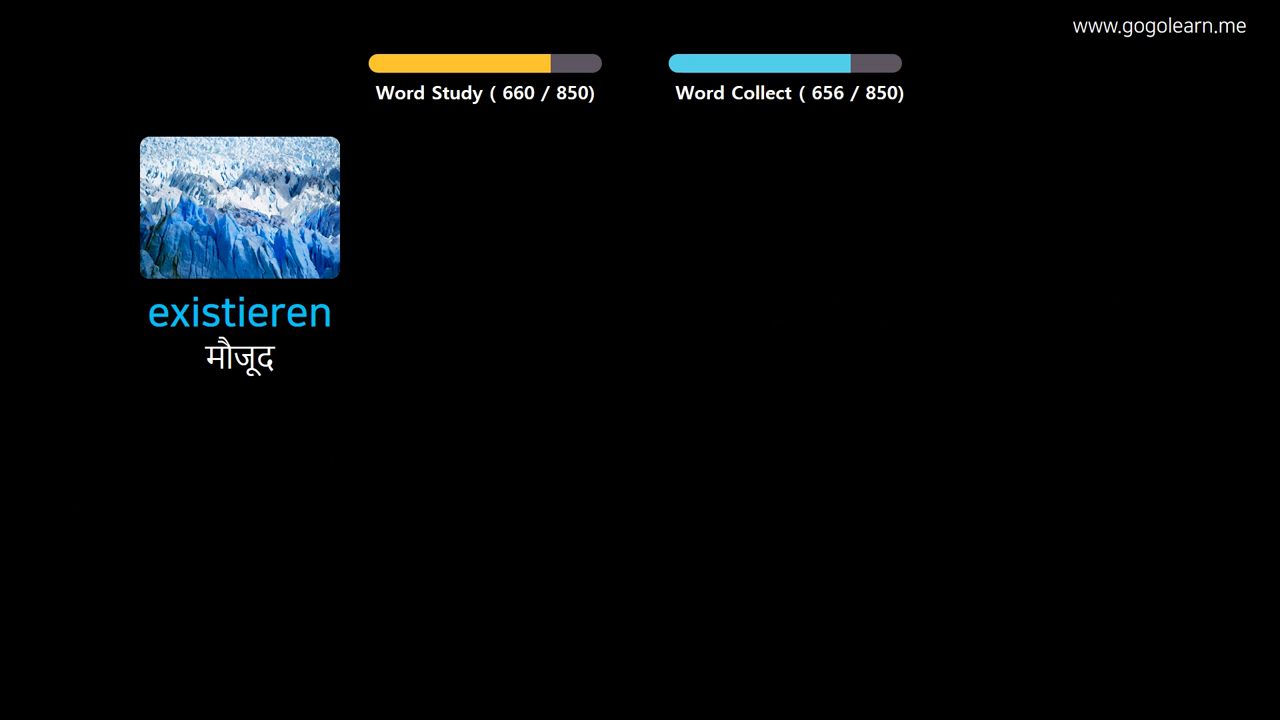 www.gogolearn.me
Word Study ( 660 / 850)
Word Collect ( 656 / 850)
existieren
मौजूद